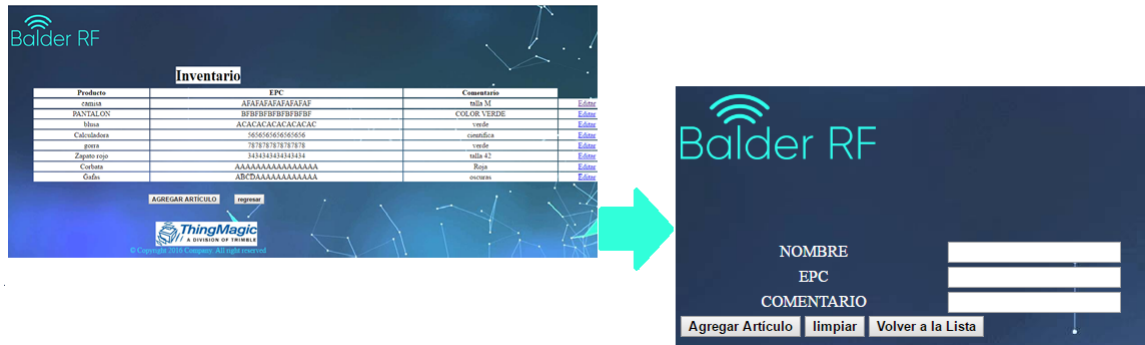 Balder RF
Inventario
Producto EPC Comentario
camisa AFAFAFAFAFAFAFAF talla M Editar
PANTALON BFBFBFBFBFBFBFBF COLOR VERDE Editar
blusa ACACACACACACACAC verde Editar
Calculadora 5656565656565656 cientifica Editar
gorra 7878787878787878 verde Editar
Zapato rojo 3434343434343434 talla 42 Editar
Corbata AAAAAAAAAAAAAAAA Roja Editar
Gafas ABCDAAAAAAAAAAAA oscuras Editar
AGREGAR ARTÍCULO regresar
ThingMagic
A DIVISION OF TRIMBLE
© Copyright 2018 Company. All right reserved
Balder RF
NOMBRE
EPC
COMENTARIO
Agregar Artículo limpiar Volver a la Lista